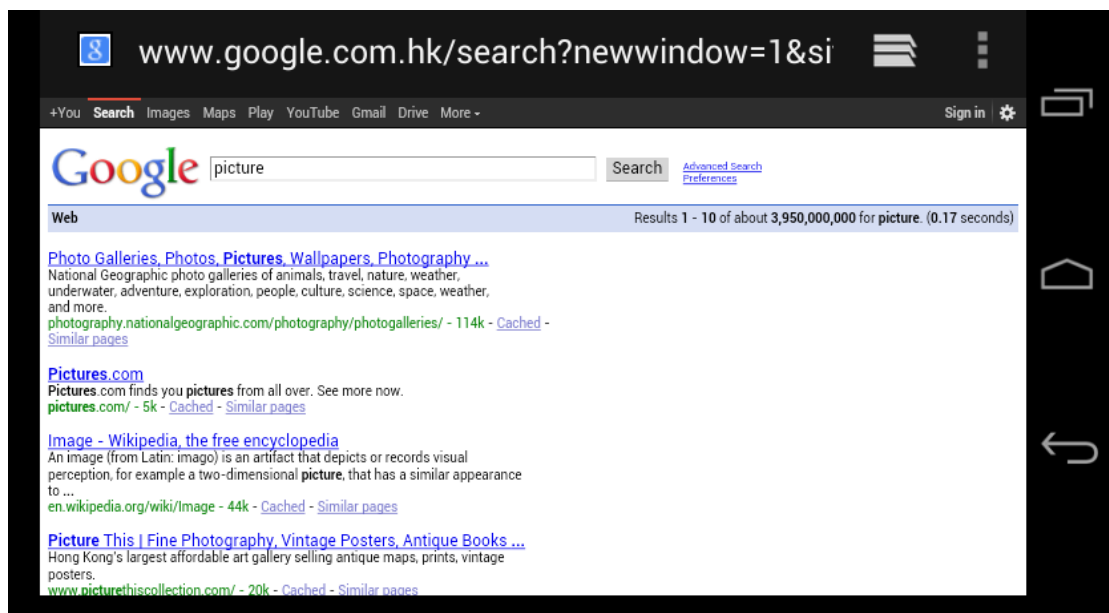 www.google.com.hk/search?newwindow=1&si
+You Search Images Maps Play YouTube Gmail Drive More Sign in
Google picture Search Advanced Search
Preferences
Web Results 1 - 10 of about 3,950,000,000 for picture. (0.17 seconds)
Photo Galleries, Photos, Pictures, Wallpapers, Photography ...
National Geographic photo galleries of animals, travel, nature, weather,
underwater, adventure, exploration, people, culture, science, space, weather,
and more.
photography.nationalgeographic.com/photography/photogalleries/ - 114k - Cached -
Similar pages
Pictures.com
Pictures.com finds you pictures from all over. See more now.
pictures.com/ - 5k - Cached - Similar pages
Image - Wikipedia, the free encyclopedia
An image (from Latin: imago) is an artifact that depicts or records visual
perception, for example a two-dimensional picture, that has a similar appearance
to ...
en.wikipedia.org/wiki/Image - 44k - Cached - Similar pages
Picture This | Fine Photography, Vintage Posters, Antique Books ...
Hong Kong's largest affordable art gallery selling antique maps, prints, vintage
posters.
www.picturethiscollection.com/ - 20k - Cached - Similar pages